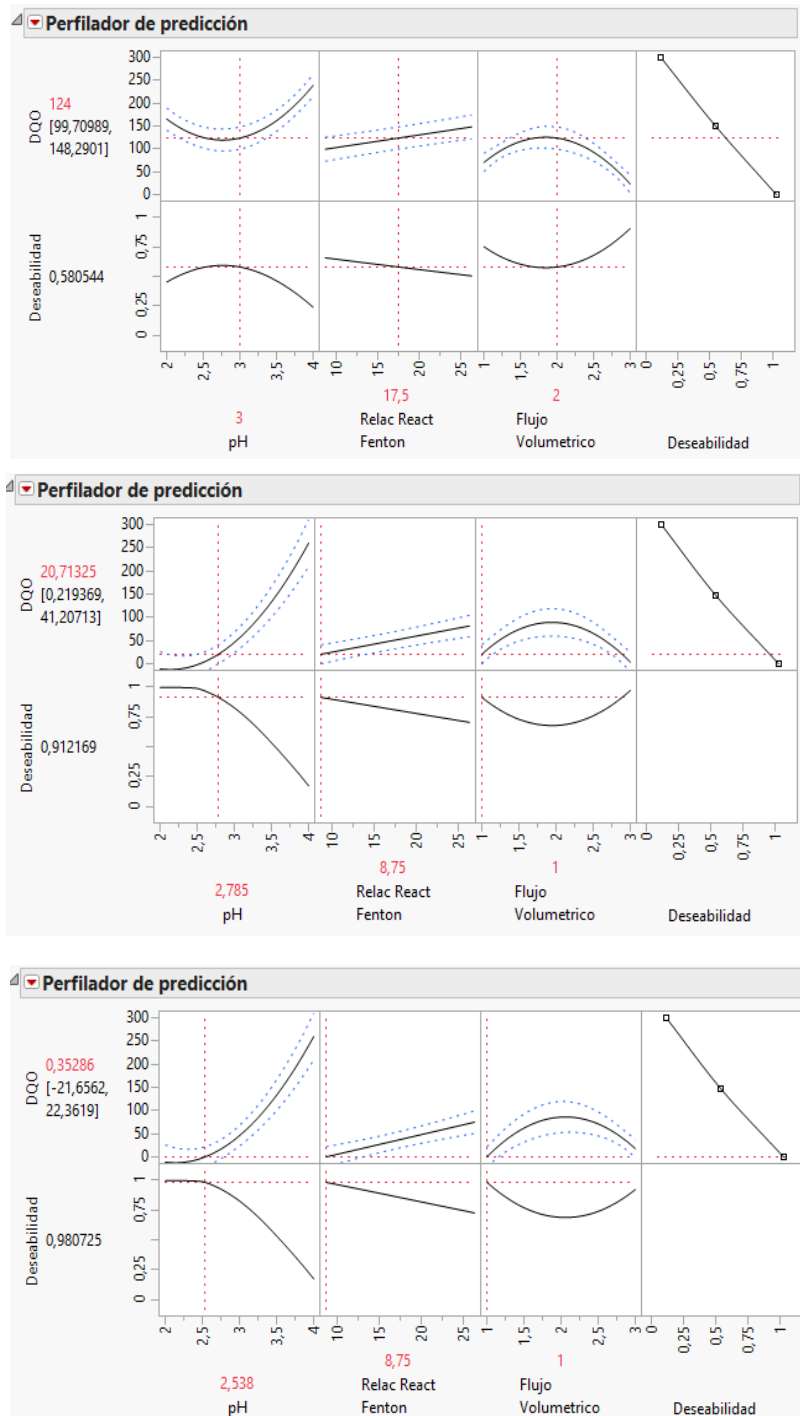 Perfilador de predicción
DQO
124
[99,70989,
148,2901]
300
250
200
150
100
50
0
Deseabilidad
0,580544
1
0,75
0,25
0
2 2,5 3 3,5 4 10 15 20 25 1 1,5 2 2,5 3 0 0,25 0,5 0,75 1
3 17,5 2
pH Relac React Fenton Flujo Volumetrico Deseabilidad
Perfilador de predicción
DQO
20,71325
[0,219369,
41,20713]
300
250
200
150
100
50
0
Deseabilidad
0,912169
1
0,75
0,25
0
2 2,5 3 3,5 4 10 15 20 25 1 1,5 2 2,5 3 0 0,25 0,5 0,75 1
2,785 8,75 1
pH Relac React Fenton Flujo Volumetrico Deseabilidad
Perfilador de predicción
DQO
0,35286
[-21,6562,
22,3619]
300
250
200
150
100
50
0
Deseabilidad
0,980725
1
0,75
0,25
0
2 2,5 3 3,5 4 10 15 20 25 1 1,5 2 2,5 3 0 0,25 0,5 0,75 1
2,538 8,75 1
pH Relac React Fenton Flujo Volumetrico Deseabilidad